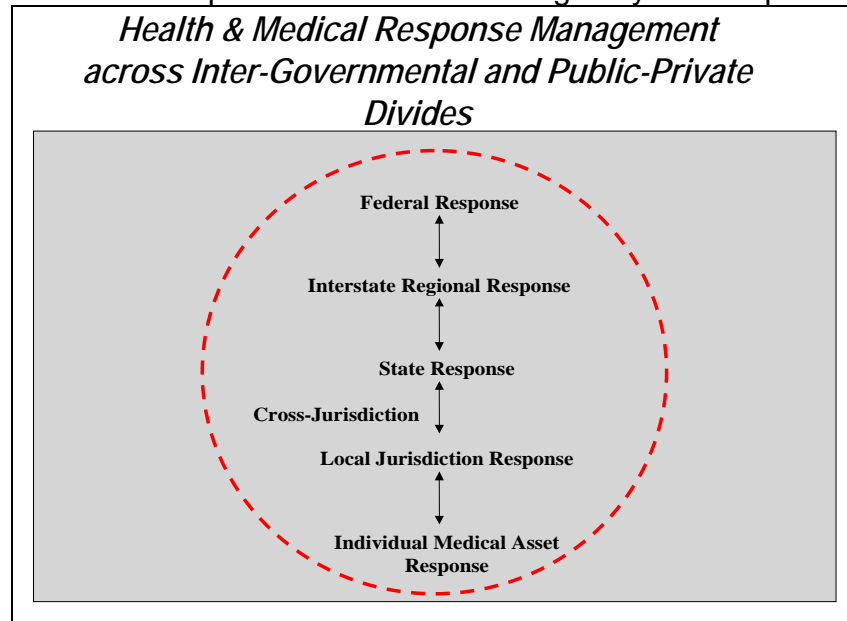 Health & Medical Response Management
across Inter-Governmental and Public-Private
Divides
Federal Response
Interstate Regional Response
State Response
Cross-Jurisdiction
Local Jurisdiction Response
Individual Medical Asset
Response